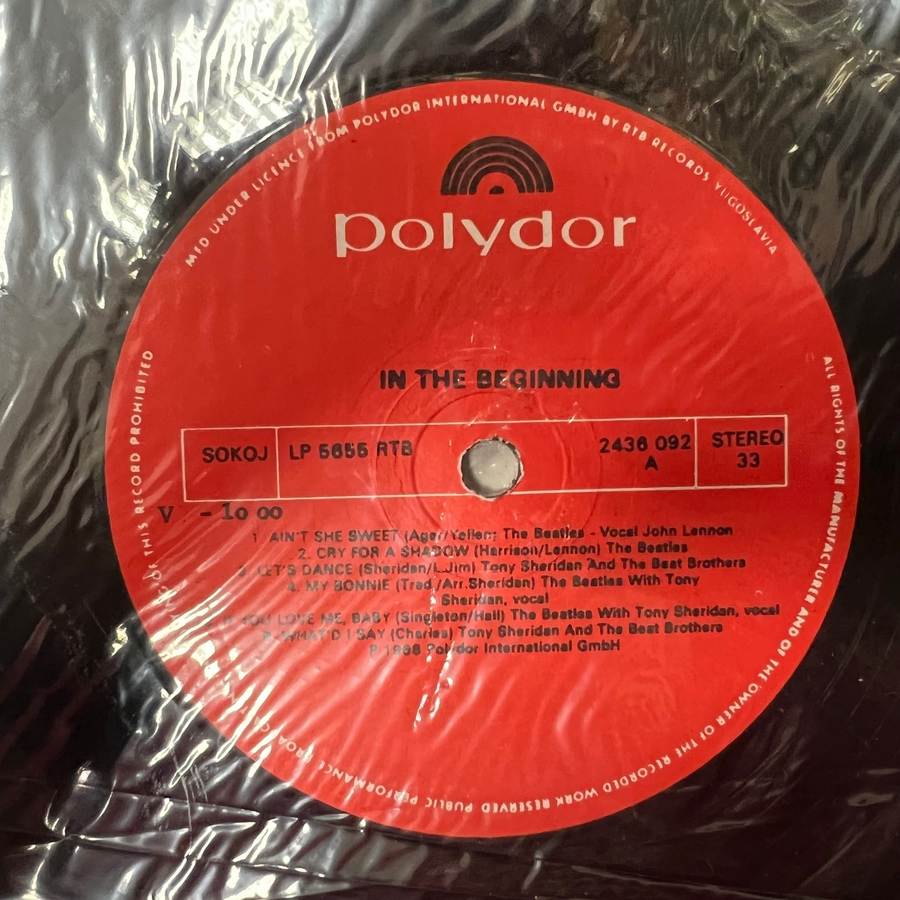 MFD UNDER LICENCE FROM POLYDOR INTERNATIONAL GMBH BY RTB RECORDS YUGOSLAVIA
polydor
IN THE BEGINNING
SOKOJ LP 5655 RTB 2436 092 STEREO
A 33
V - 1o oo
1. AIN'T SHE SWEET (Ager/Yellen) The Beatles - Vocal John Lennon
2. CRY FOR A SHADOW (Harrison/Lennon) The Beatles
3. LET'S DANCE (Sheridan/L.Jim) Tony Sheridan And The Beat Brothers
4. MY BONNIE (Trad./Arr.Sheridan) The Beatles With Tony
Sheridan, vocal
YOU LOVE ME, BABY (Singleton/Hall) The Beatles With Tony Sheridan, vocal
WHAT'D I SAY (Charles) Tony Sheridan And The Beat Brothers
P 1968 Polydor International GmbH
ALL RIGHTS OF THE MANUFACTURER AND OF THE OWNER OF THE RECORDED WORK RESERVED PUBLIC PERFORMANCE OF THIS RECORD PROHIBITED